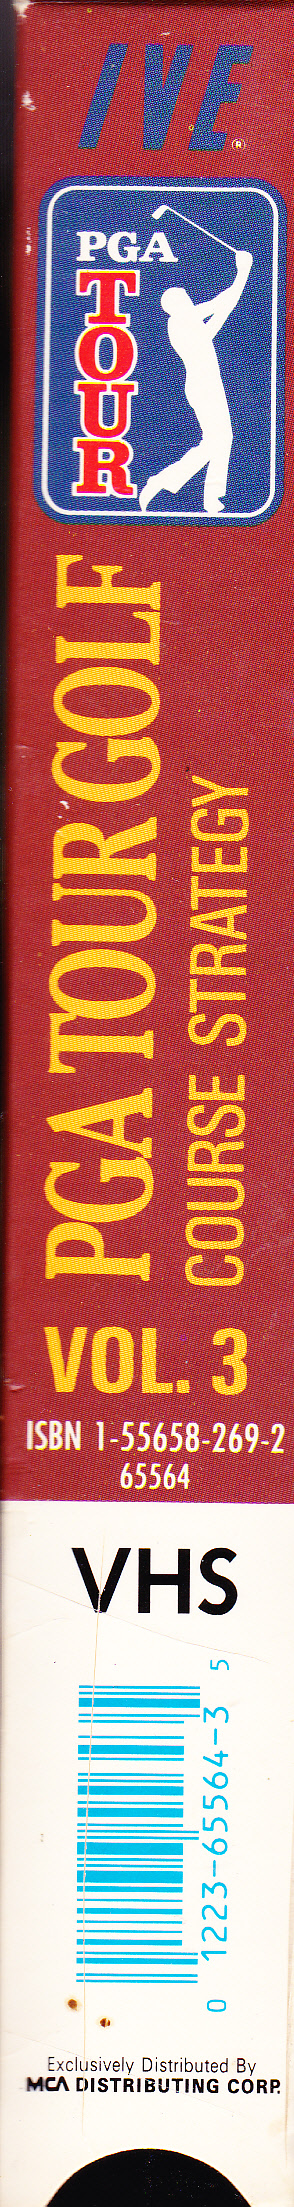 IVE®
PGA
TOUR
PGA TOUR GOLF
COURSE STRATEGY
VOL. 3
ISBN 1-55658-269-2
65564
VHS
0 1223-65564-3 5
Exclusively Distributed By
MCA DISTRIBUTING CORP.